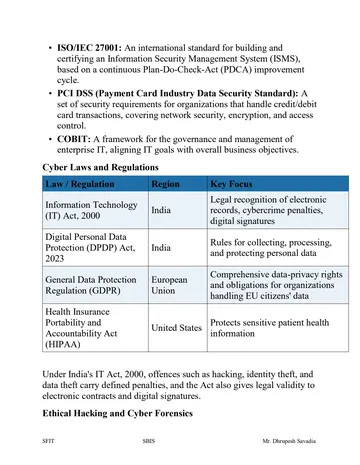 • ISO/IEC 27001: An international standard for building and
certifying an Information Security Management System (ISMS),
based on a continuous Plan-Do-Check-Act (PDCA) improvement
cycle.
• PCI DSS (Payment Card Industry Data Security Standard): A
set of security requirements for organizations that handle credit/debit
card transactions, covering network security, encryption, and access
control.
• COBIT: A framework for the governance and management of
enterprise IT, aligning IT goals with overall business objectives.
Cyber Laws and Regulations
Law / Regulation Region Key Focus
Information Technology
(IT) Act, 2000
India
Legal recognition of electronic
records, cybercrime penalties,
digital signatures
Digital Personal Data
Protection (DPDP) Act,
2023
India
Rules for collecting, processing,
and protecting personal data
General Data Protection
Regulation (GDPR)
European
Union
Comprehensive data-privacy rights
and obligations for organizations
handling EU citizens' data
Health Insurance
Portability and
Accountability Act
(HIPAA)
United States
Protects sensitive patient health
information
Under India's IT Act, 2000, offences such as hacking, identity theft, and
data theft carry defined penalties, and the Act also gives legal validity to
electronic contracts and digital signatures.
Ethical Hacking and Cyber Forensics
SFIT SBIS Mr. Dhrupesh Savadia